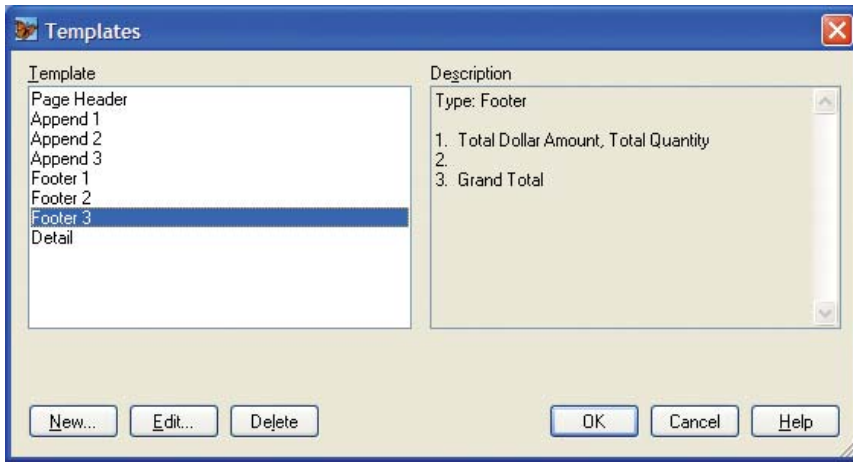 Templates
Template
Page Header
Append 1
Append 2
Append 3
Footer 1
Footer 2
Footer 3
Detail
Description
Type: Footer
1. Total Dollar Amount, Total Quantity
2.
3. Grand Total
New... Edit... Delete OK Cancel Help